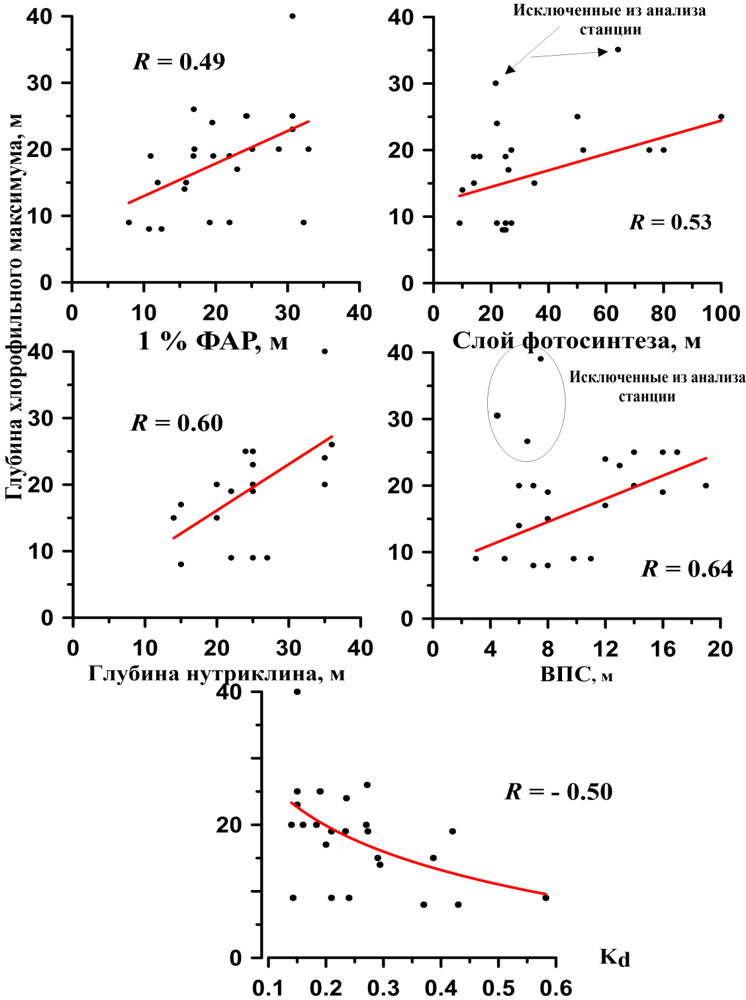 Глубина хлорофильного максимума, м
40
30
20
10
0
R = 0.49
0 10 20 30 40
1 % ФАР, м
Исключенные из анализа
станции
40
30
20
10
0
R = 0.53
0 20 40 60 80 100
Слой фотосинтеза, м
40
30
20
10
0
R = 0.60
0 10 20 30 40
Глубина нутриклина, м
Исключенные из анализа
станции
40
30
20
10
0
R = 0.64
0 4 8 12 16 20
ВПС, м
40
20
0
R = - 0.50
Kd
0.1 0.2 0.3 0.4 0.5 0.6